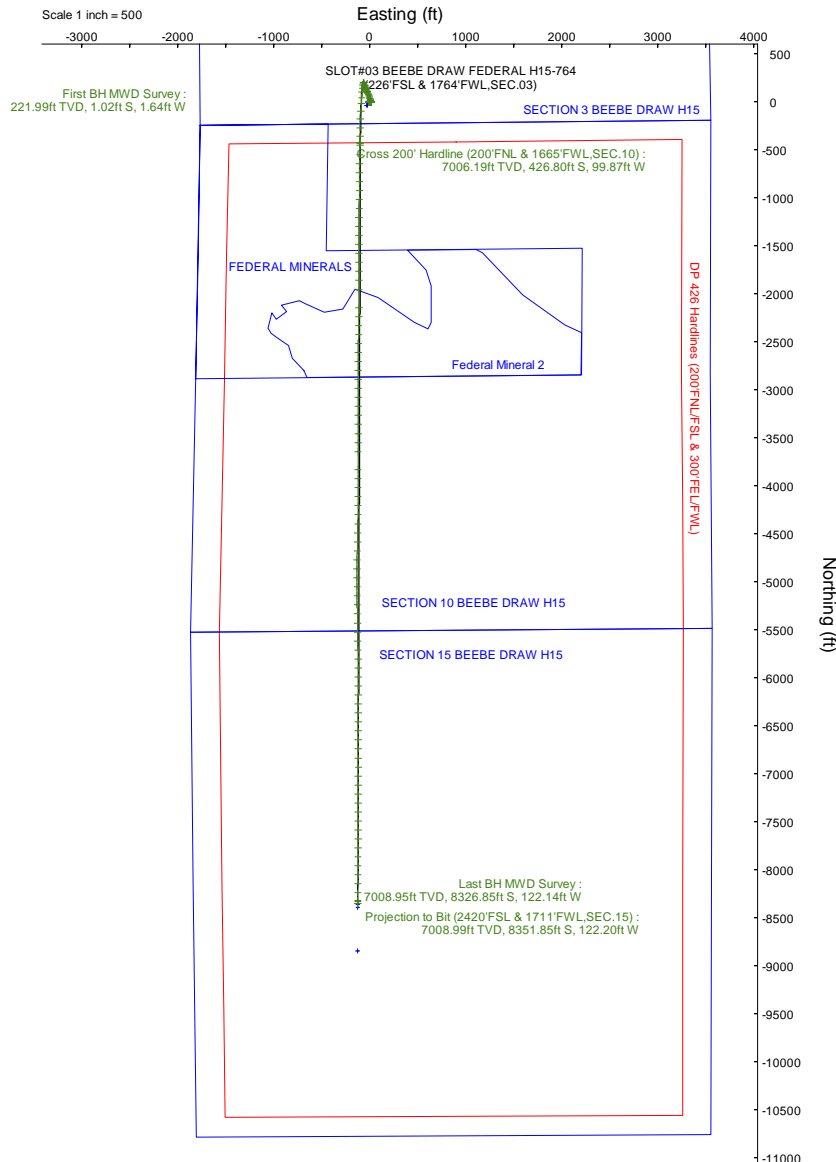 Scale 1 inch = 500
Easting (ft)
-3000
-2000
-1000
0
1000
2000
3000
4000
SLOT#03 BEEBE DRAW FEDERAL H15-764
(226'FSL & 1764'FWL,SEC.03)
First BH MWD Survey :
221.99ft TVD, 1.02ft S, 1.64ft W
SECTION 3 BEEBE DRAW H15
Cross 200' Hardline (200'FNL & 1665'FWL,SEC.10) :
7006.19ft TVD, 426.80ft S, 99.87ft W
FEDERAL MINERALS
Federal Mineral 2
DP 426 Hardlines (200'FNL/FSL & 300'FEL/FWL)
SECTION 10 BEEBE DRAW H15
SECTION 15 BEEBE DRAW H15
Last BH MWD Survey :
7008.95ft TVD, 8326.85ft S, 122.14ft W
Projection to Bit (2420'FSL & 1711'FWL,SEC.15) :
7008.99ft TVD, 8351.85ft S, 122.20ft W
500
0
-500
-1000
-1500
-2000
-2500
-3000
-3500
-4000
-4500
-5000
-5500
-6000
-6500
-7000
-7500
-8000
-8500
-9000
-9500
-10000
-10500
-11000
Northing (ft)